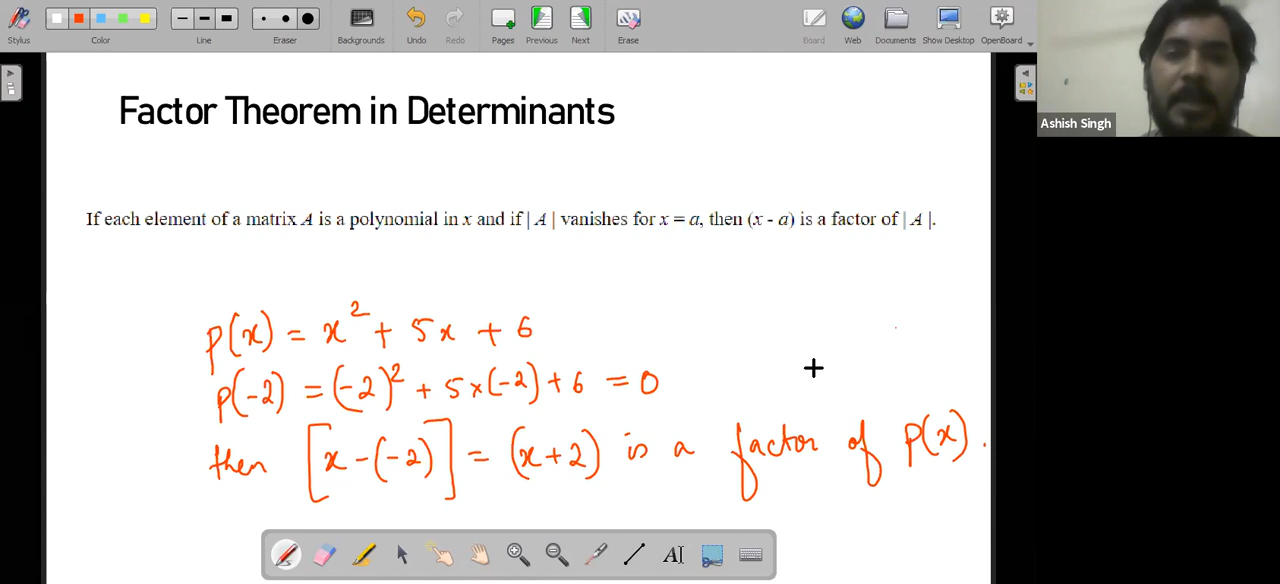 Stylus Color Line Eraser Backgrounds Undo Redo Pages Previous Next Erase Board Web Documents Show Desktop OpenBoard
Ashish Singh
Factor Theorem in Determinants
If each element of a matrix A is a polynomial in x and if | A | vanishes for x = a, then (x - a) is a factor of | A |.
p(x) = x² + 5x + 6
p(-2) = (-2)² + 5×(-2) + 6 = 0
then [x-(-2)] = (x+2) is a factor of p(x).